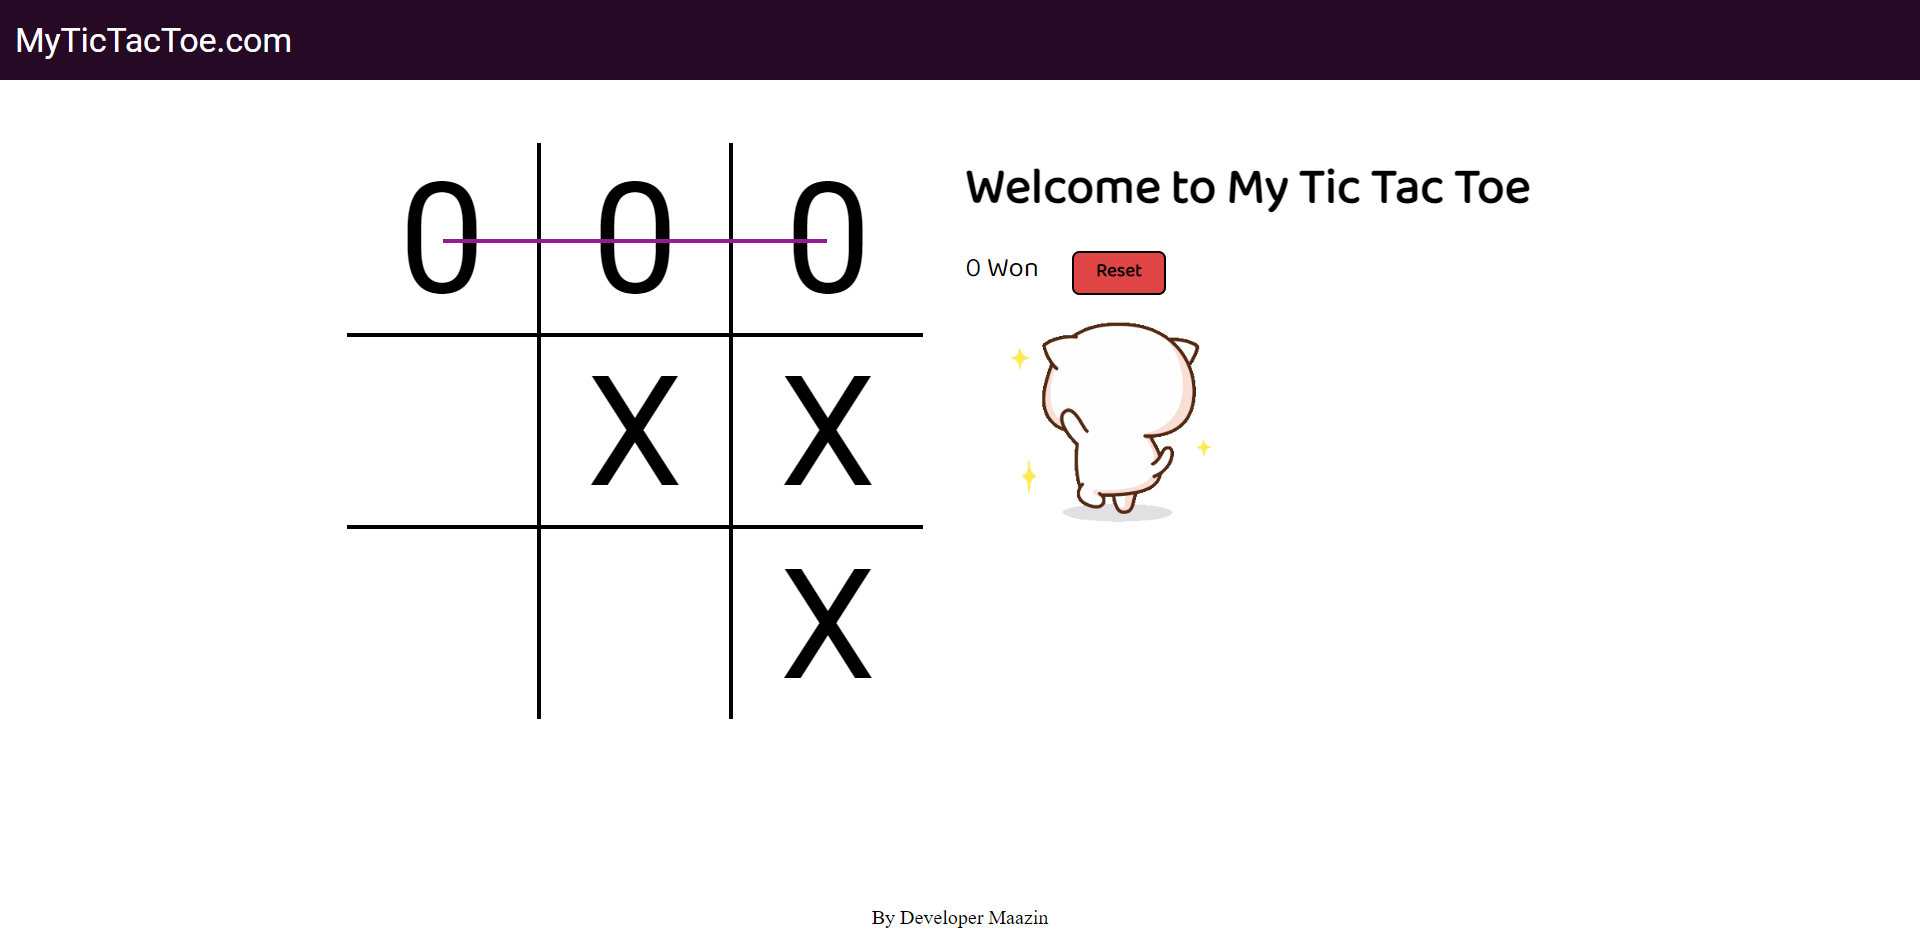 MyTicTacToe.com
0 0 0
X X
X
Welcome to My Tic Tac Toe
0 Won
Reset
By Developer Maazin